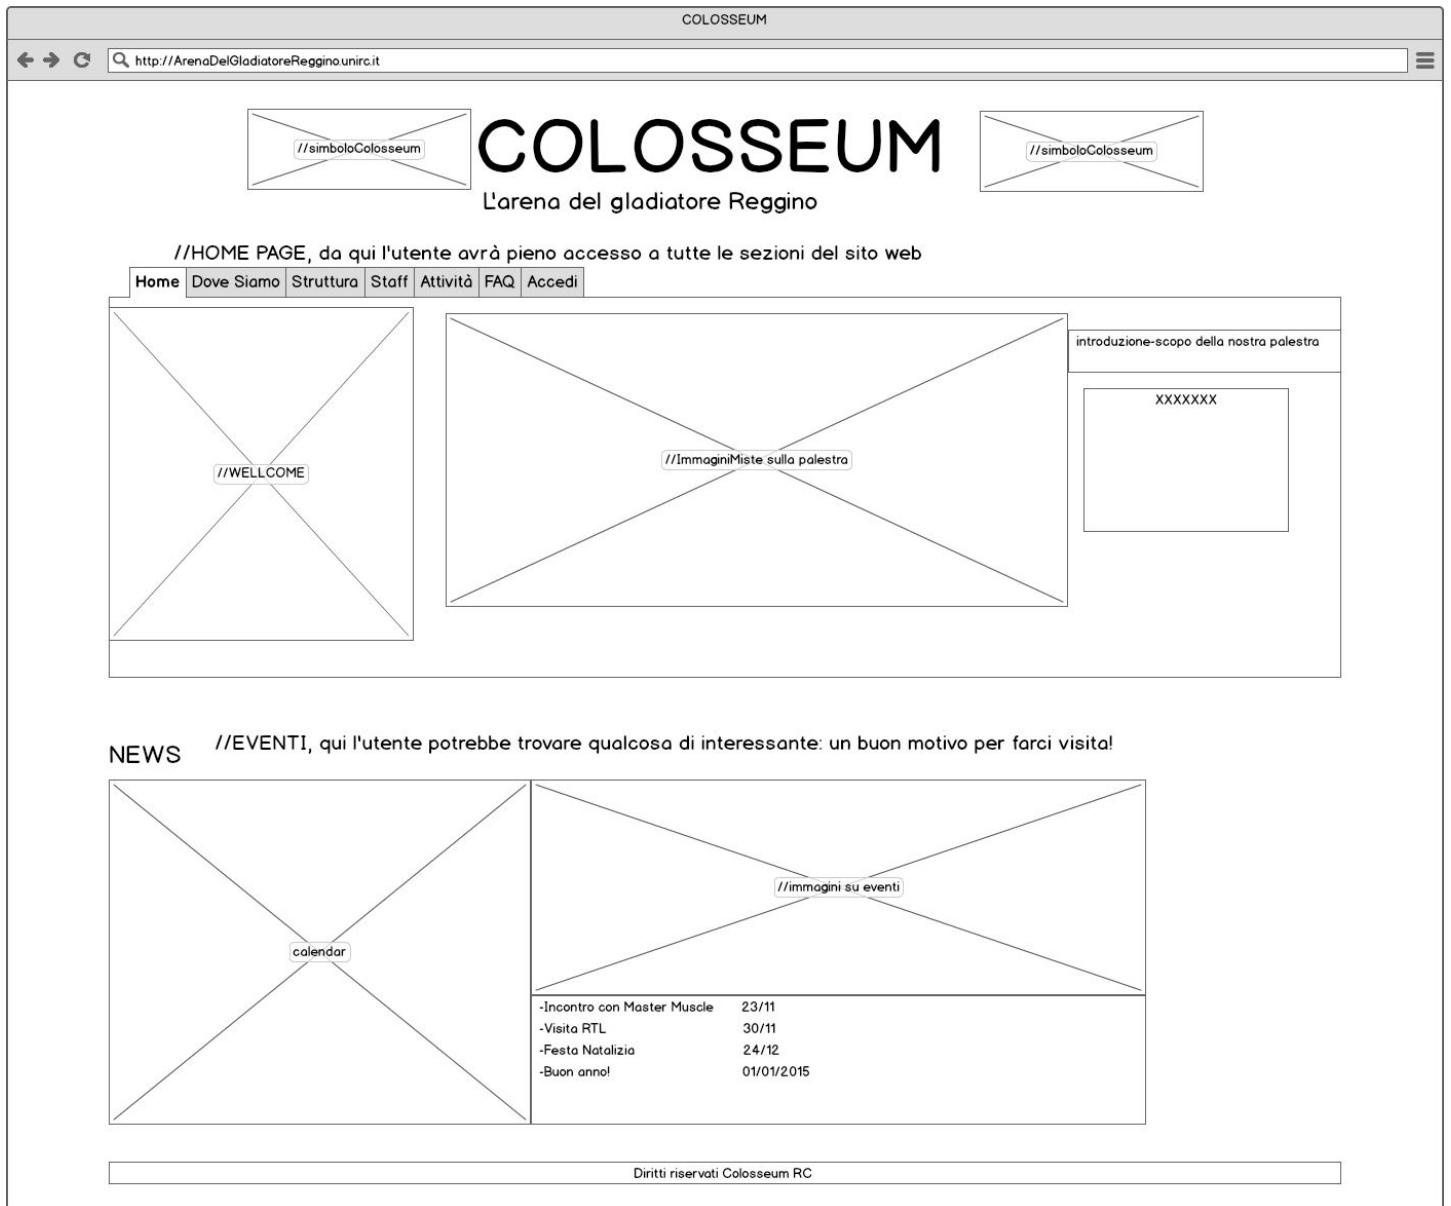 COLOSSEUM
http://ArenaDelGladiatoreReggino.unirc.it
//simboloColosseum
COLOSSEUM
//simboloColosseum
L'arena del gladiatore Reggino
//HOME PAGE, da qui l'utente avrà pieno accesso a tutte le sezioni del sito web
Home Dove Siamo Struttura Staff Attività FAQ Accedi
introduzione-scopo della nostra palestra
XXXXXXX
//WELLCOME
//ImmaginiMiste sulla palestra
NEWS
//EVENTI, qui l'utente potrebbe trovare qualcosa di interessante: un buon motivo per farci visita!
calendar
//immagini su eventi
-Incontro con Master Muscle 23/11
-Visita RTL 30/11
-Festa Natalizia 24/12
-Buon anno! 01/01/2015
Diritti riservati Colosseum RC